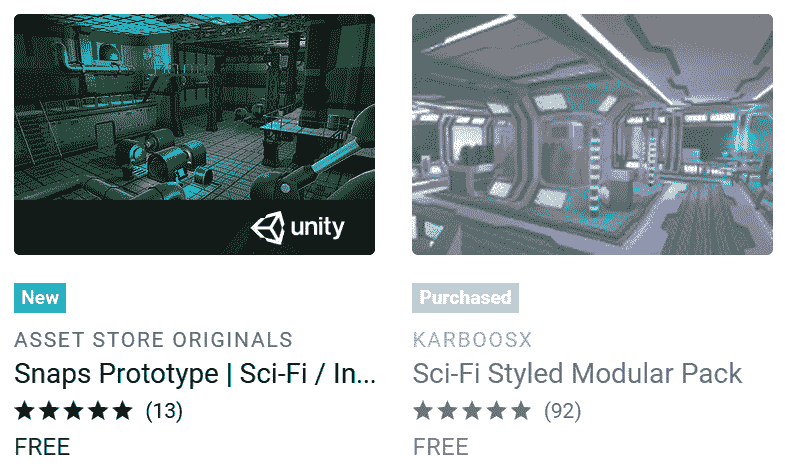 unity
New
ASSET STORE ORIGINALS
Snaps Prototype | Sci-Fi / In...
(13)
FREE
Purchased
KARBOOSX
Sci-Fi Styled Modular Pack
(92)
FREE